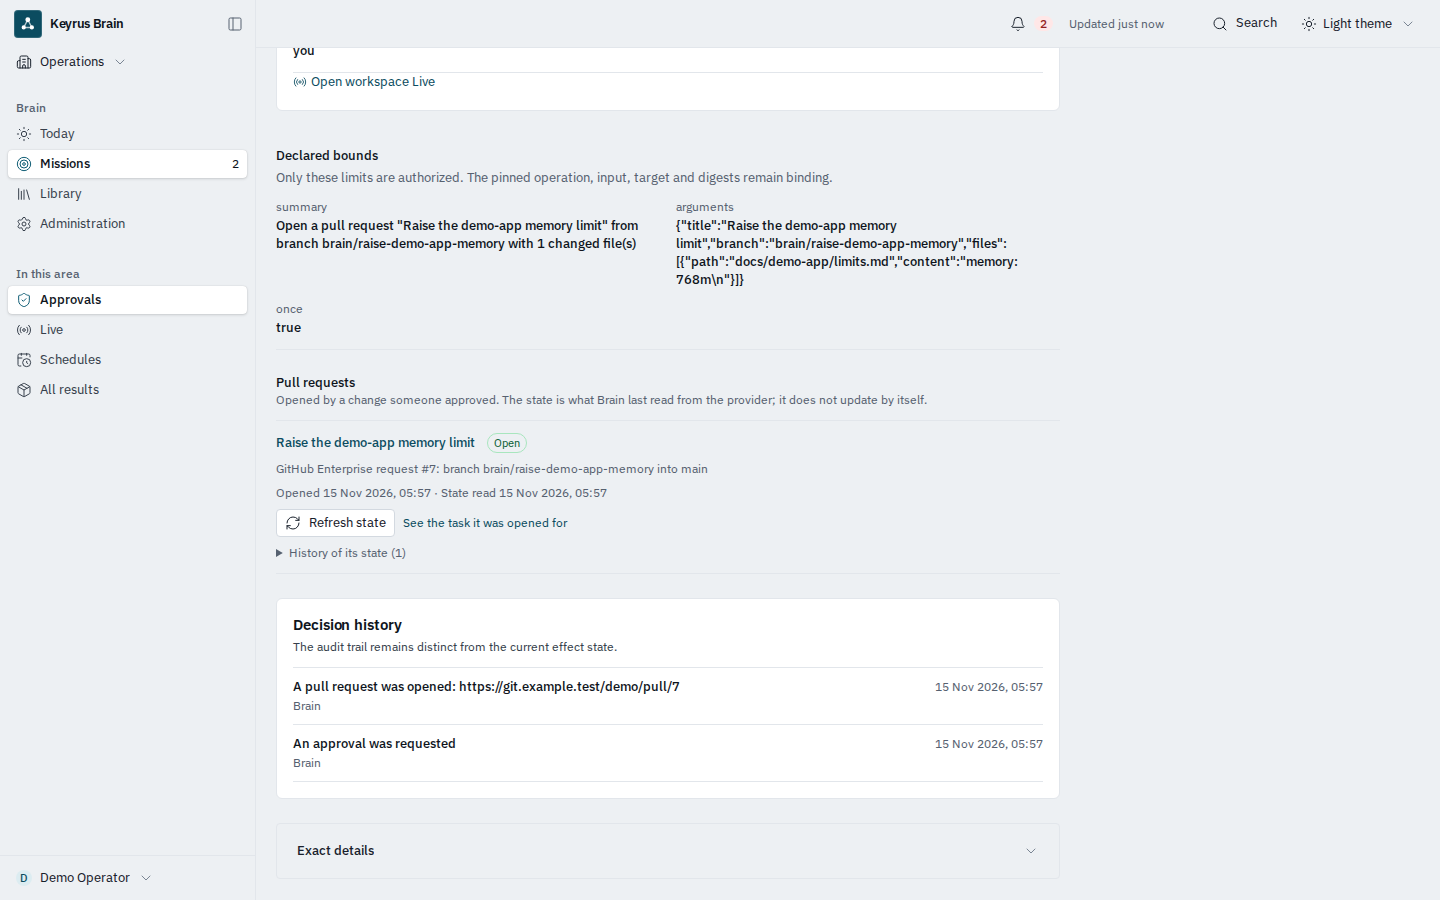 Keyrus Brain
2
Updated just now
Search
Light theme
Operations
Brain
Today
Missions
2
Library
Administration
In this area
Approvals
Live
Schedules
All results
D
Demo Operator
you
Open workspace Live
Declared bounds
Only these limits are authorized. The pinned operation, input, target and digests remain binding.
summary
Open a pull request "Raise the demo-app memory limit" from
branch brain/raise-demo-app-memory with 1 changed file(s)
arguments
{"title":"Raise the demo-app memory
limit","branch":"brain/raise-demo-app-memory","files":
[{"path":"docs/demo-app/limits.md","content":"memory:
768m\n"}]}
once
true
Pull requests
Opened by a change someone approved. The state is what Brain last read from the provider; it does not update by itself.
Raise the demo-app memory limit
Open
GitHub Enterprise request #7: branch brain/raise-demo-app-memory into main
Opened 15 Nov 2026, 05:57 · State read 15 Nov 2026, 05:57
Refresh state
See the task it was opened for
History of its state (1)
Decision history
The audit trail remains distinct from the current effect state.
A pull request was opened: https://git.example.test/demo/pull/7
15 Nov 2026, 05:57
Brain
An approval was requested
15 Nov 2026, 05:57
Brain
Exact details